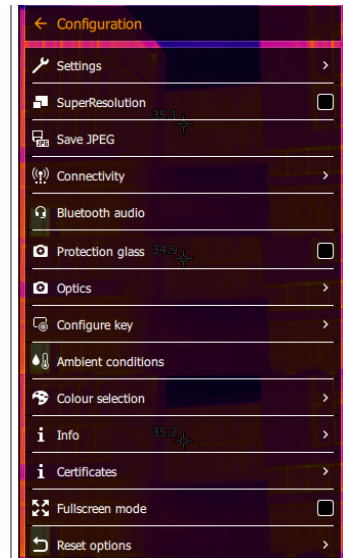 Configuration
Settings
SuperResolution
35.1
Save JPEG
JPG
Connectivity
Bluetooth audio
Protection glass 34.9
Optics
Configure key
Ambient conditions
Colour selection
Info 35.2
Certificates
Fullscreen mode
Reset options